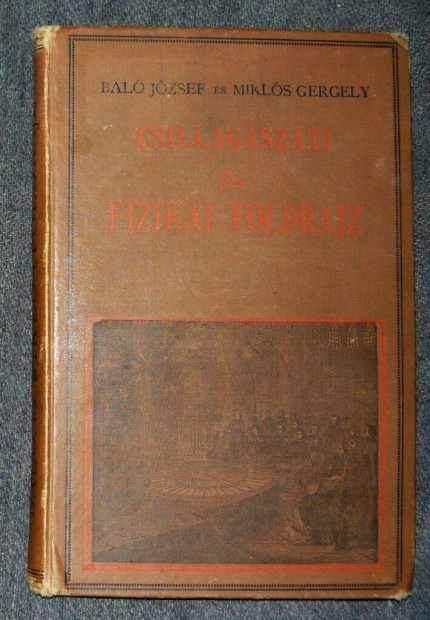 BALÓ JÓZSEF ÉS MIKLÓS GERGELY
CSILLAGÁSZATI
ÉS
FIZIKAI FÖLDRAJZ